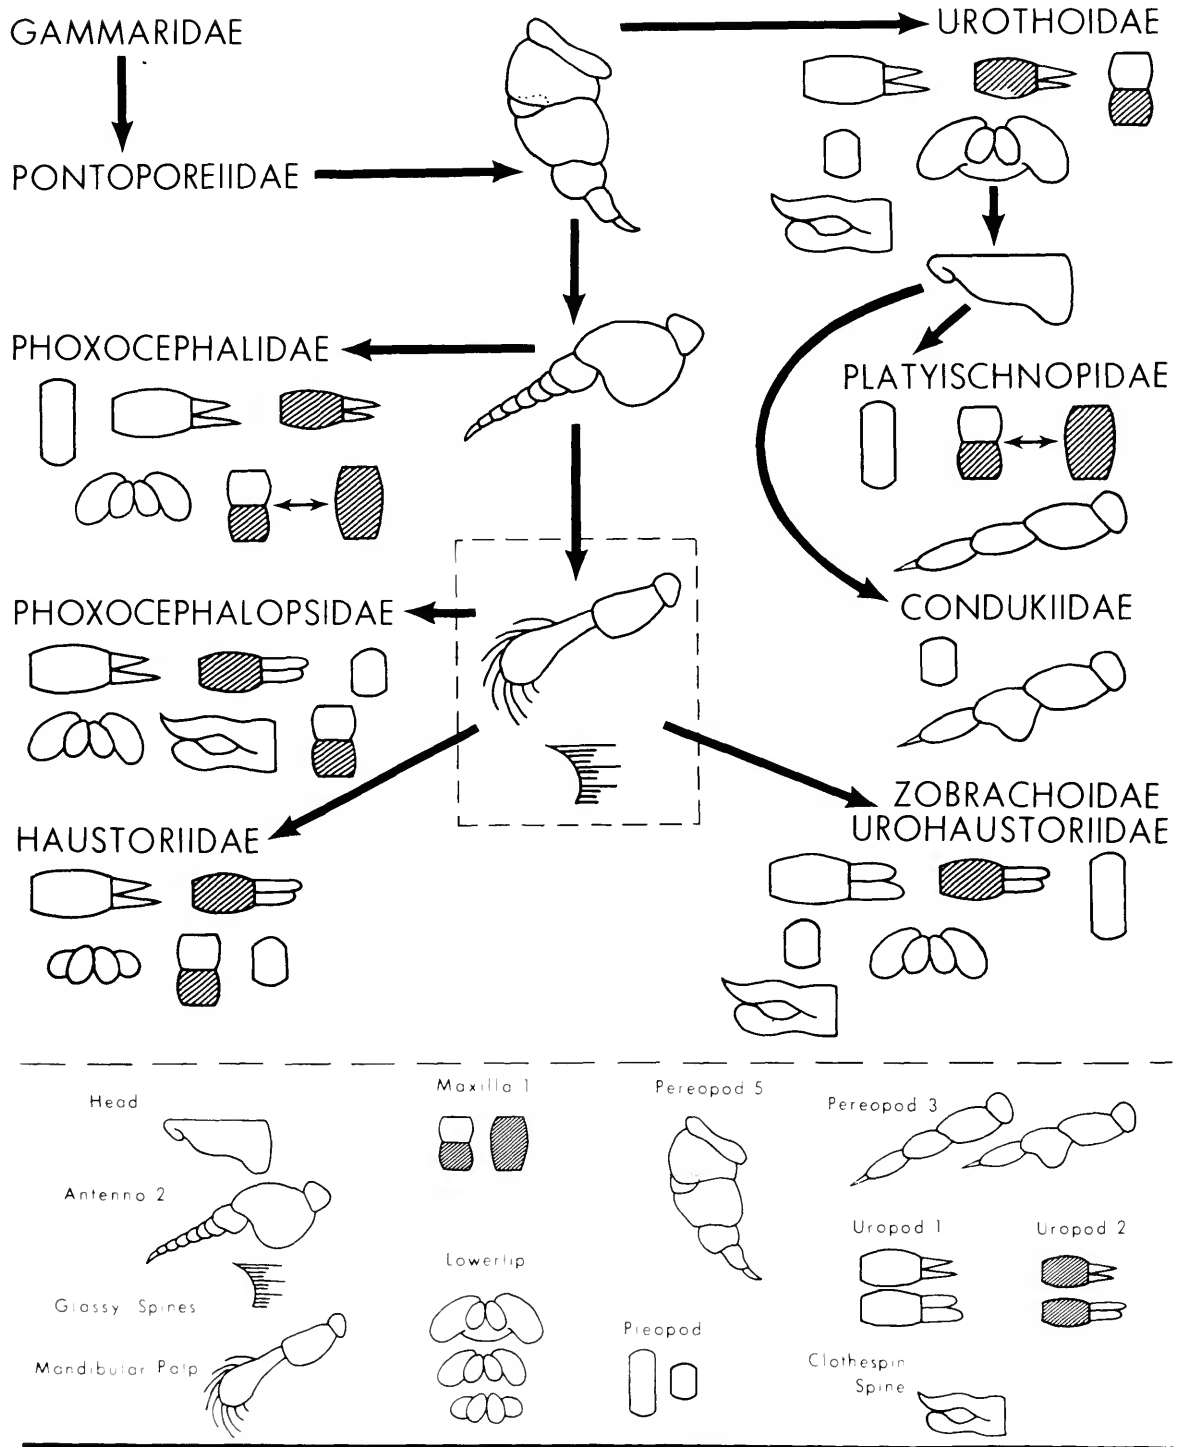 GAMMARIDAE
UROTHOIDAE
PONTOPOREIIDAE
PHOXOCEPHALIDAE
PLATYISCHNOPIDAE
PHOXOCEPHALOPSIDAE
CONDUKIIDAE
ZOBRACHOIDAE
UROHAUSTORIIDAE
HAUSTORIIDAE
Head
Maxilla 1
Pereopod 5
Pereopod 3
Antenno 2
Uropod 1
Uropod 2
Lowerlip
Glassy Spines
Pleopod
Mandibular Palp
Clothespin
Spine